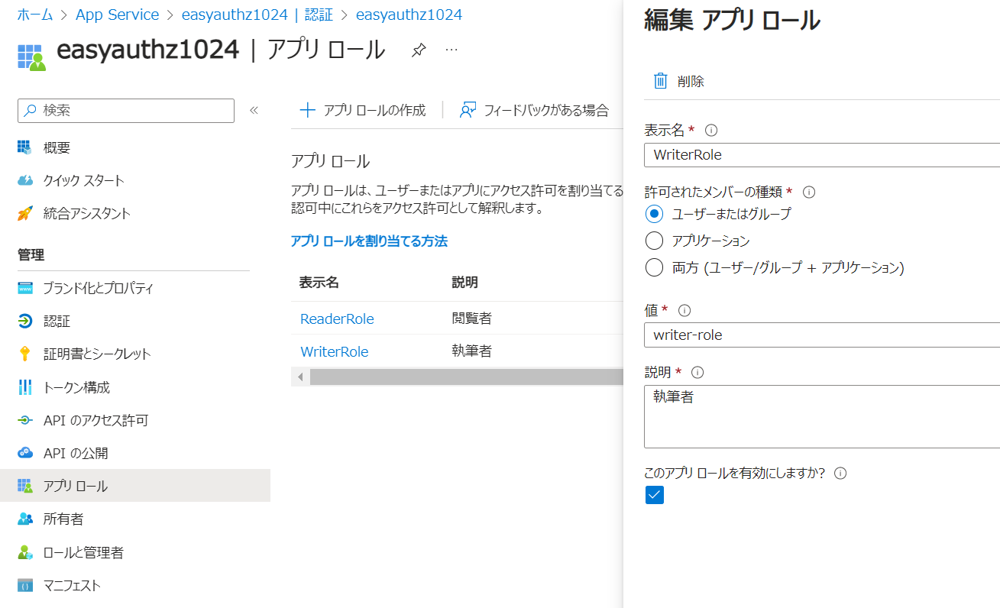 ホーム > App Service > easyauthz1024 | 認証 > easyauthz1024
easyauthz1024 | アプリ ロール ...
検索 «
概要
クイック スタート
統合アシスタント
管理
ブランド化とプロパティ
認証
証明書とシークレット
トークン構成
API のアクセス許可
API の公開
アプリ ロール
所有者
ロールと管理者
マニフェスト
アプリ ロールの作成 フィードバックがある場合
アプリ ロール
アプリ ロールは、ユーザーまたはアプリにアクセス許可を割り当てる
認可中にこれらをアクセス許可として解釈します。
アプリ ロールを割り当てる方法
表示名 説明
ReaderRole 閲覧者
WriterRole 執筆者
編集 アプリ ロール
削除
表示名 *
WriterRole
許可されたメンバーの種類 *
ユーザーまたはグループ
アプリケーション
両方 (ユーザー/グループ + アプリケーション)
値 *
writer-role
説明 *
執筆者
このアプリ ロールを有効にしますか?